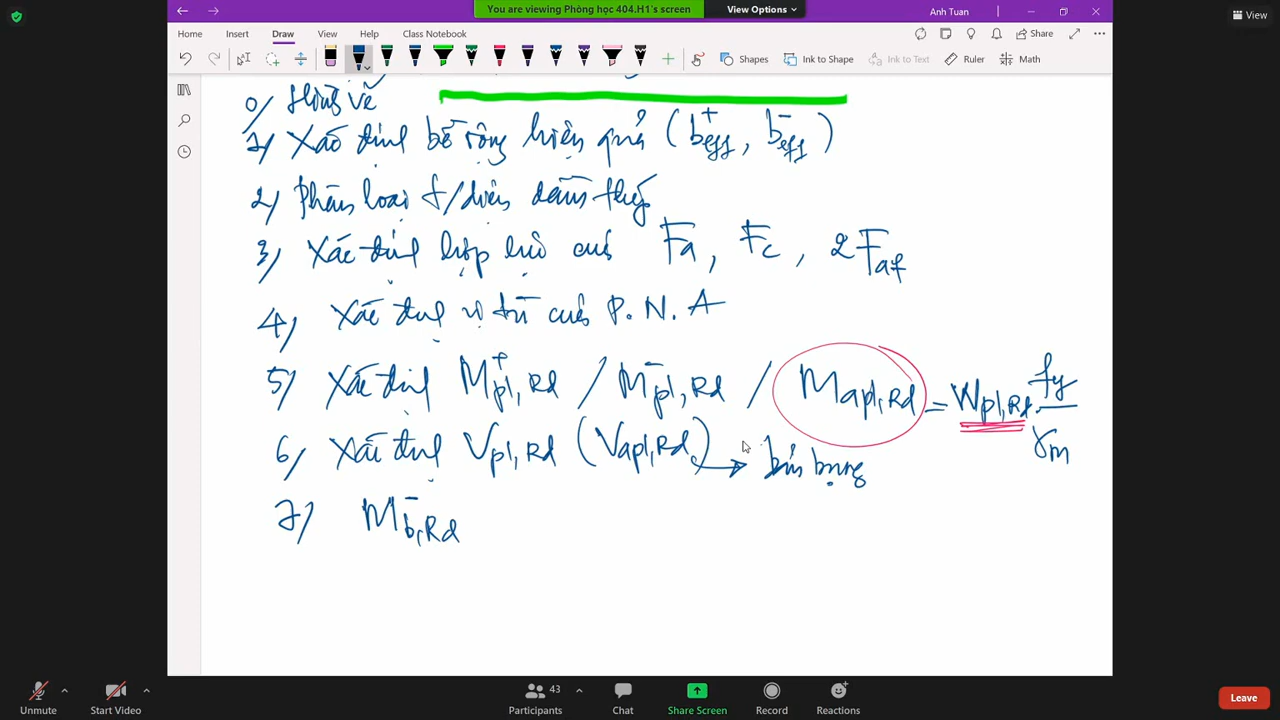 You are viewing Phòng học 404.H1's screen
View Options
View
Anh Tuan
Home Insert Draw View Help Class Notebook
Share
Shapes Ink to Shape Ink to Text Ruler Math
0/ Hình vẽ
1/ Xác định bề rộng hiệu quả (b⁺eff, b⁻eff)
2/ Phân loại t/diện dầm thép
3/ Xác định hợp lực của Fa, Fc, 2Faf
4/ Xác định vị trí của P.N.A
5/ Xác định M⁺pl,Rd / M⁻pl,Rd / Mapl,Rd = Wpl,Rd · fy/γm
6/ Xác định Vpl,Rd (Vapl,Rd) → bản bụng
7/ M⁻b,Rd
Unmute Start Video 43 Participants Chat Share Screen Record Reactions Leave